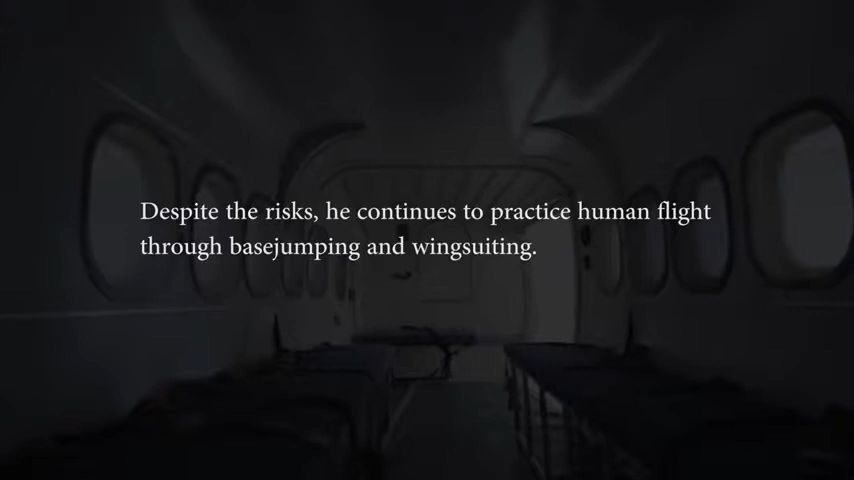 Despite the risks, he continues to practice human flight
through basejumping and wingsuiting.